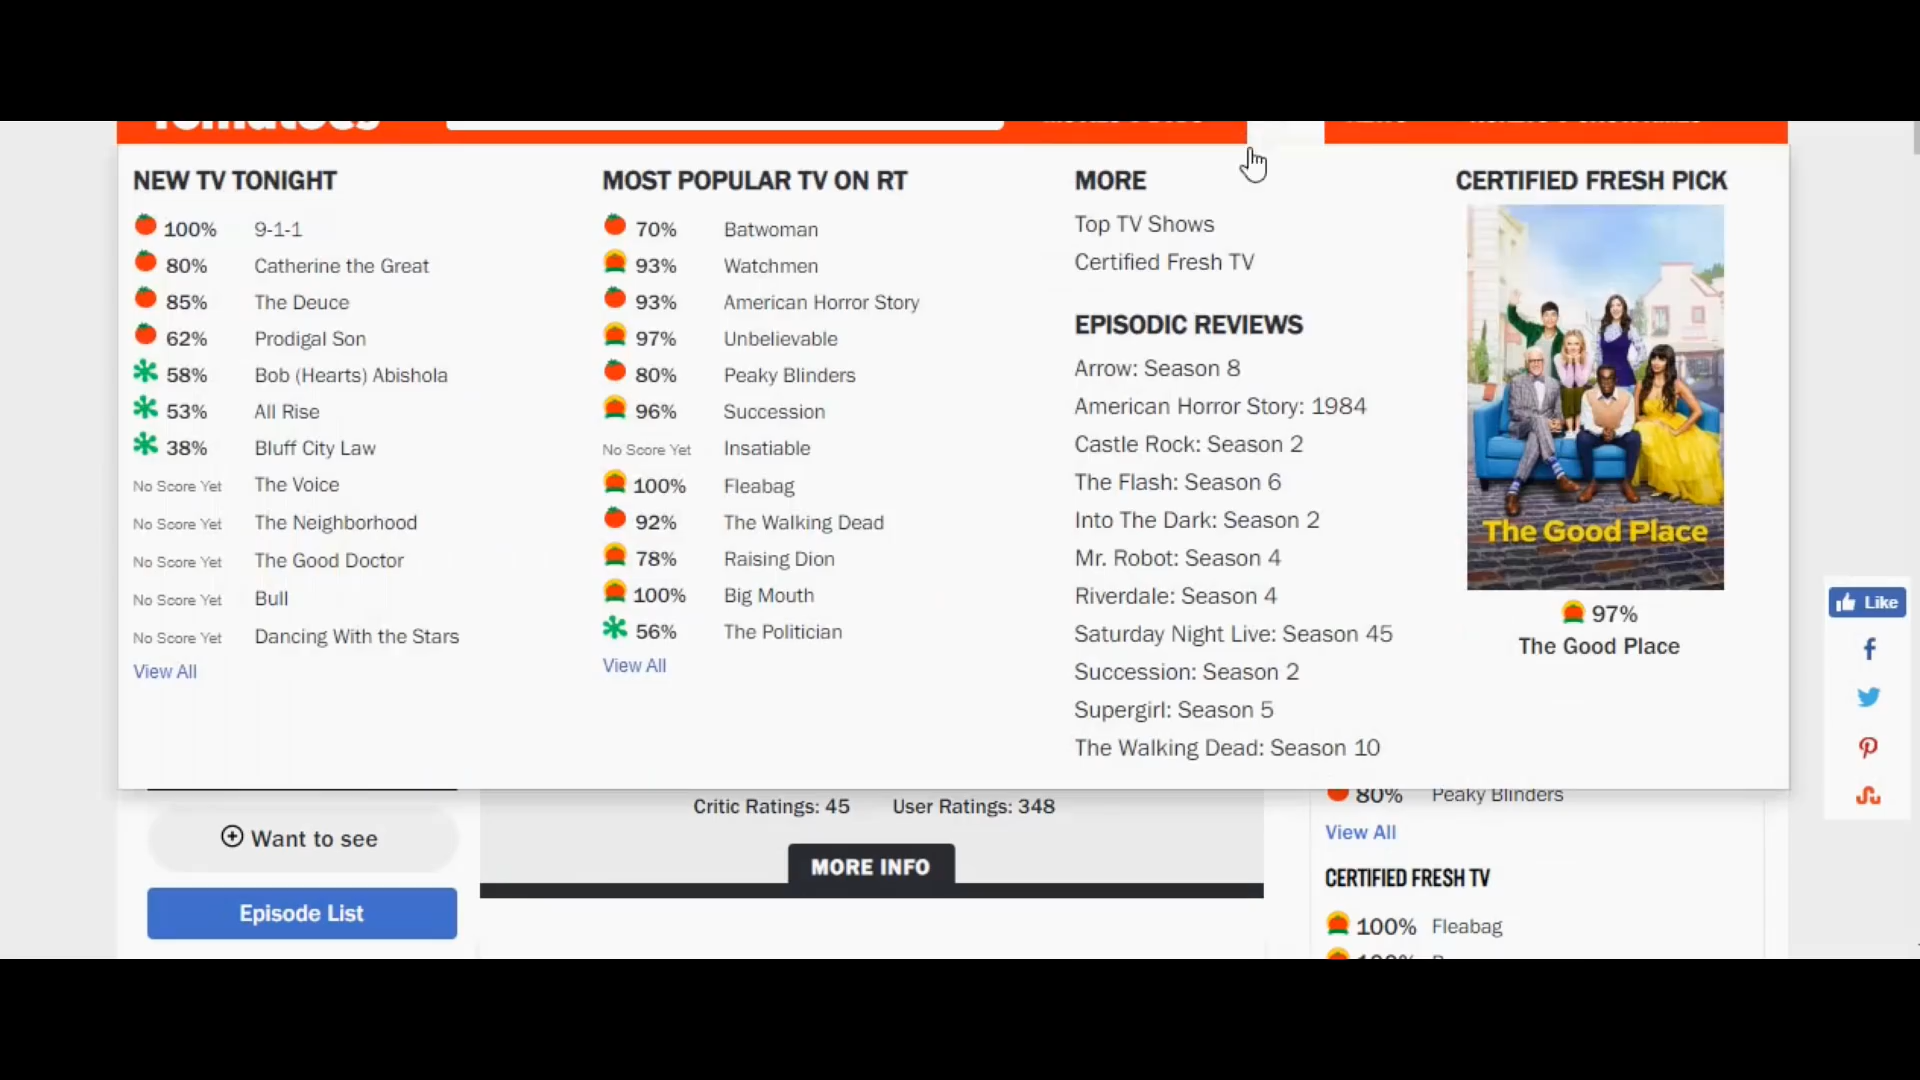 Tomatoes
NEW TV TONIGHT
100% 9-1-1
80% Catherine the Great
85% The Deuce
62% Prodigal Son
58% Bob (Hearts) Abishola
53% All Rise
38% Bluff City Law
No Score Yet The Voice
No Score Yet The Neighborhood
No Score Yet The Good Doctor
No Score Yet Bull
No Score Yet Dancing With the Stars
View All
MOST POPULAR TV ON RT
70% Batwoman
93% Watchmen
93% American Horror Story
97% Unbelievable
80% Peaky Blinders
96% Succession
No Score Yet Insatiable
100% Fleabag
92% The Walking Dead
78% Raising Dion
100% Big Mouth
56% The Politician
View All
MORE
Top TV Shows
Certified Fresh TV
EPISODIC REVIEWS
Arrow: Season 8
American Horror Story: 1984
Castle Rock: Season 2
The Flash: Season 6
Into The Dark: Season 2
Mr. Robot: Season 4
Riverdale: Season 4
Saturday Night Live: Season 45
Succession: Season 2
Supergirl: Season 5
The Walking Dead: Season 10
CERTIFIED FRESH PICK
The Good Place
97%
The Good Place
Like
Critic Ratings: 45 User Ratings: 348
MORE INFO
Want to see
Episode List
80% Peaky Blinders
View All
CERTIFIED FRESH TV
100% Fleabag